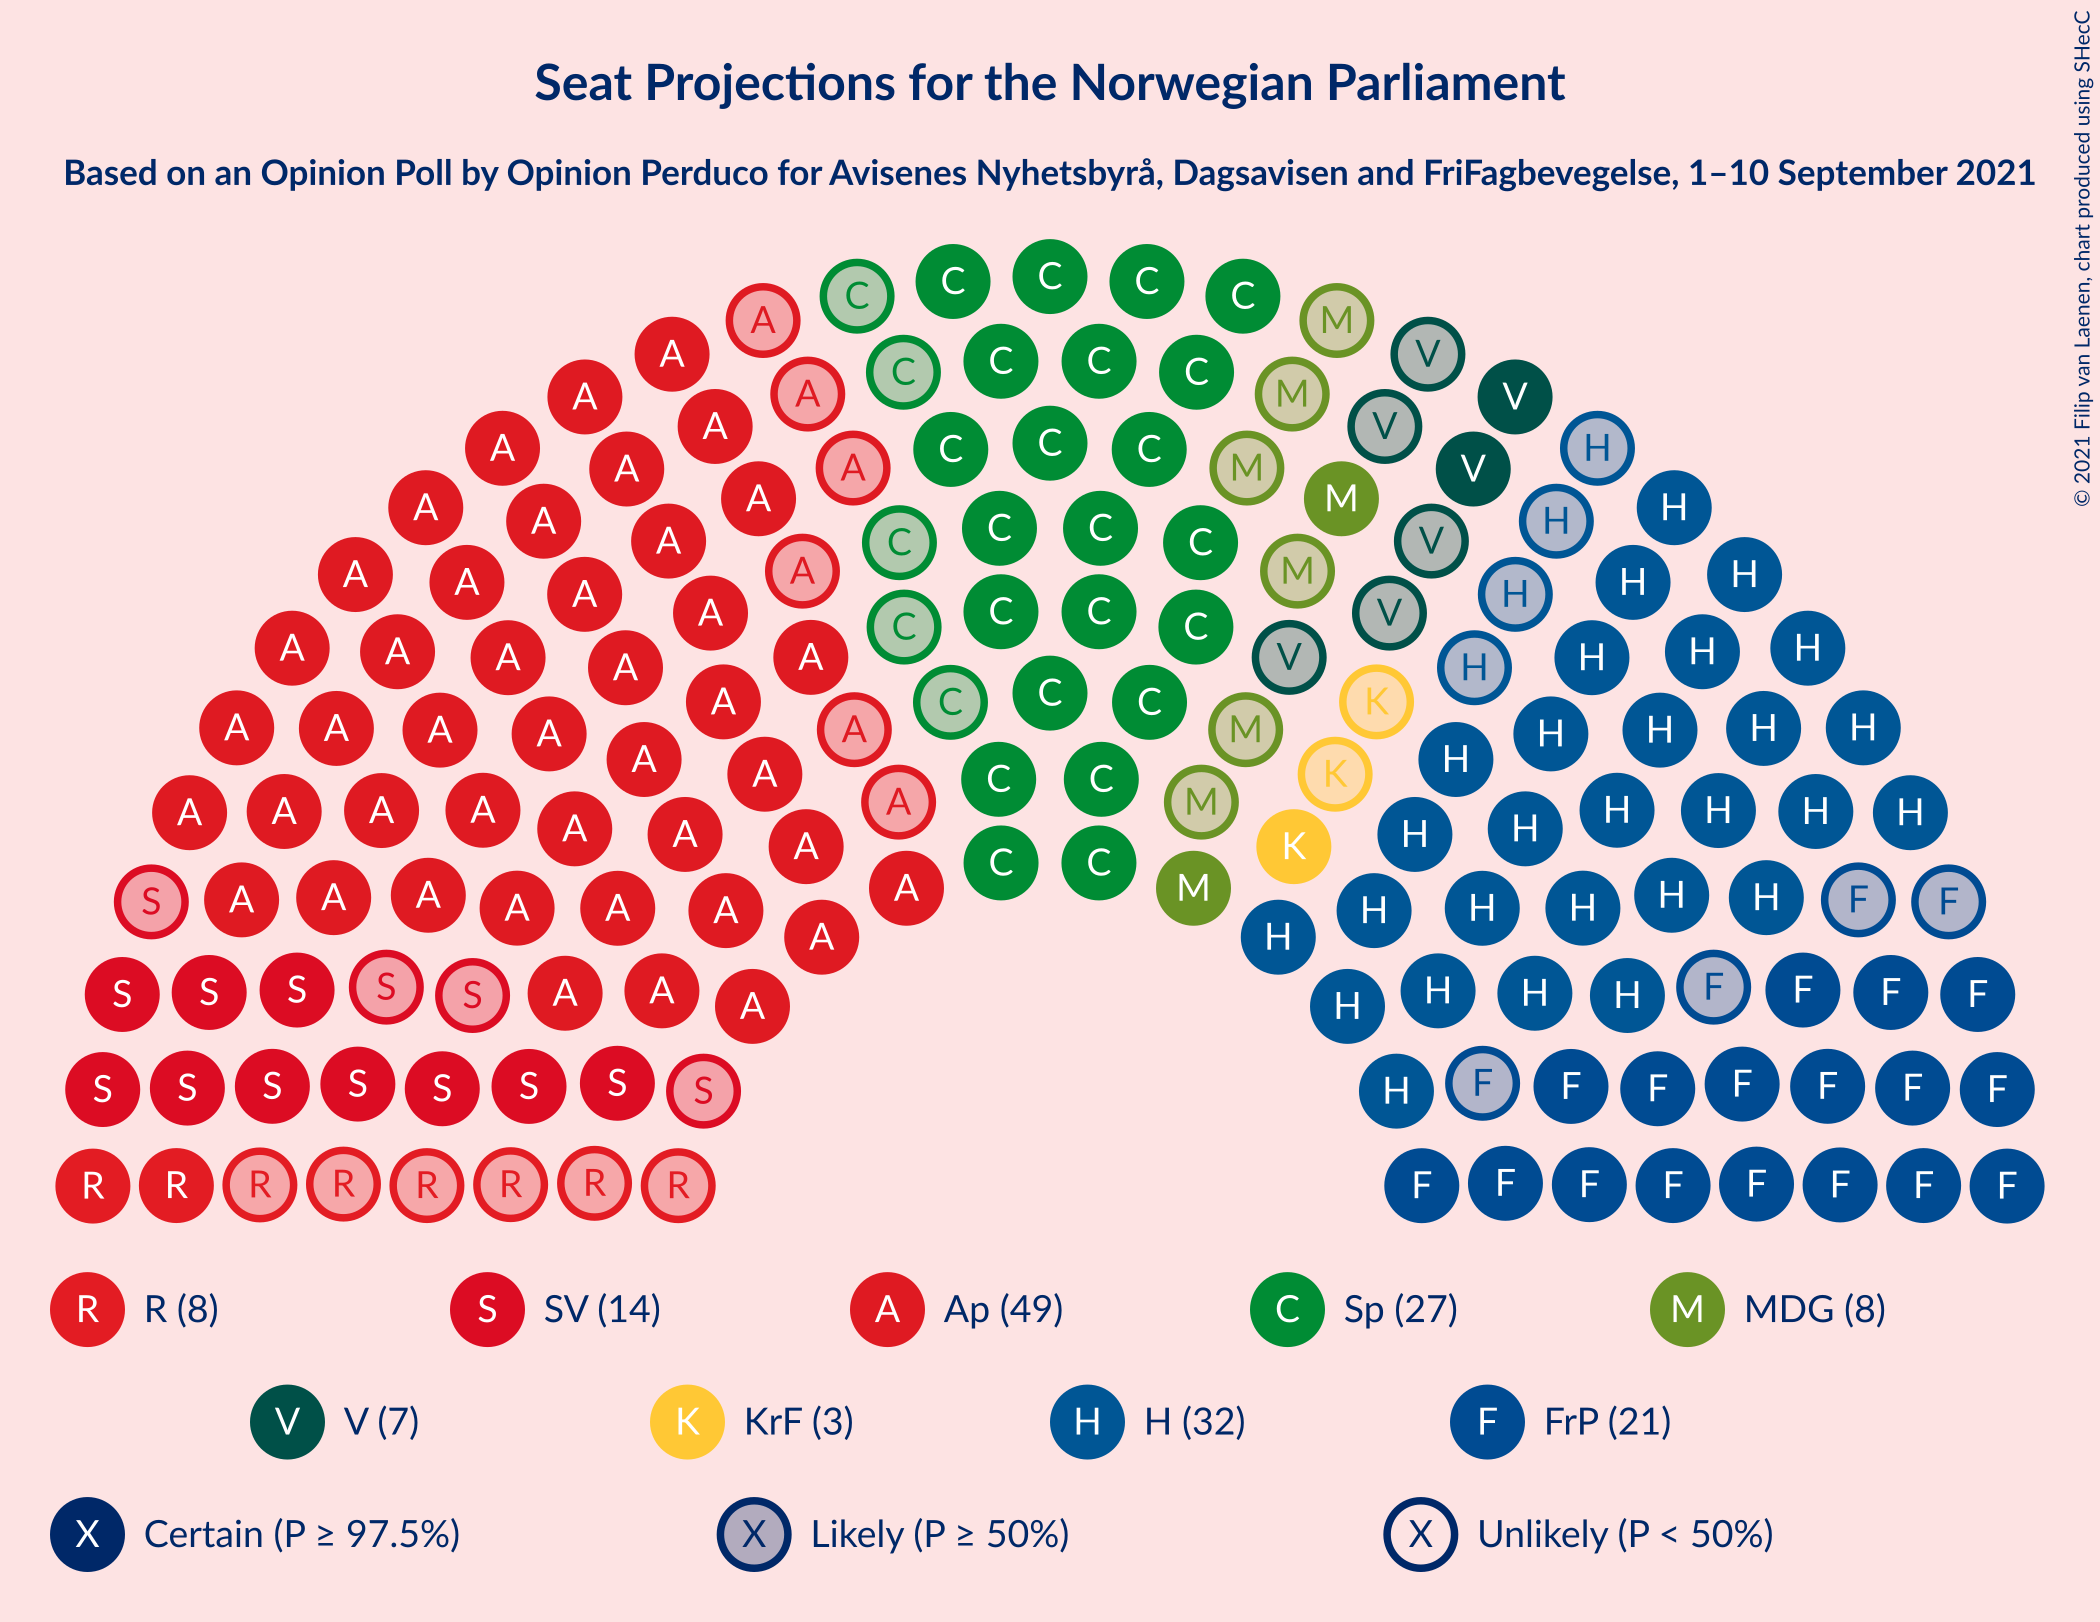 Seat Projections for the Norwegian Parliament
Based on an Opinion Poll by Opinion Perduco for Avisenes Nyhetsbyrå, Dagsavisen and FriFagbevegelse, 1–10 September 2021
© 2021 Filip van Laenen, chart produced using SHecC
C C C C C
A M
A V
A C C C C V
A M
A V
A C C C H
A M
A V
A C C C C H
A M
A V
A C C C C H
A V
A C C C H
A M
A K
A C C H
A M
A K
A C C H
A M
A K
S A A A A A A A A M H H H H H H F F
S S S S S A A A H H H H F F F F
S S S S S S S S H F F F F F F F
R R R R R R R R F F F F F F F F
R R (8) S SV (14) A Ap (49) C Sp (27) M MDG (8)
V V (7) K KrF (3) H H (32) F FrP (21)
X Certain (P ≥ 97.5%) X Likely (P ≥ 50%) X Unlikely (P < 50%)